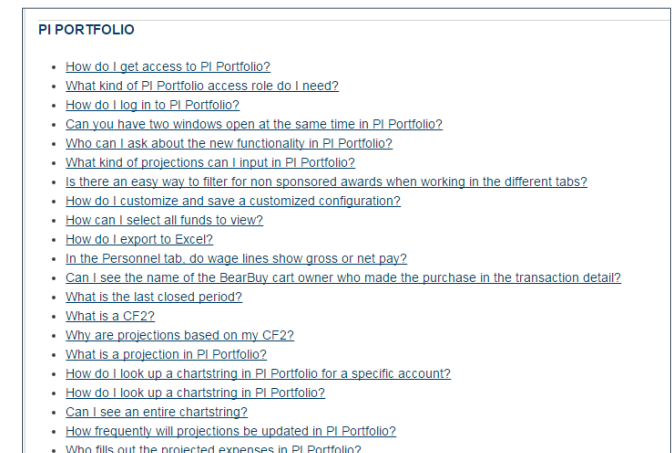 PI PORTFOLIO
• How do I get access to PI Portfolio?
• What kind of PI Portfolio access role do I need?
• How do I log in to PI Portfolio?
• Can you have two windows open at the same time in PI Portfolio?
• Who can I ask about the new functionality in PI Portfolio?
• What kind of projections can I input in PI Portfolio?
• Is there an easy way to filter for non sponsored awards when working in the different tabs?
• How do I customize and save a customized configuration?
• How can I select all funds to view?
• How do I export to Excel?
• In the Personnel tab, do wage lines show gross or net pay?
• Can I see the name of the BearBuy cart owner who made the purchase in the transaction detail?
• What is the last closed period?
• What is a CF2?
• Why are projections based on my CF2?
• What is a projection in PI Portfolio?
• How do I look up a chartstring in PI Portfolio for a specific account?
• How do I look up a chartstring in PI Portfolio?
• Can I see an entire chartstring?
• How frequently will projections be updated in PI Portfolio?
• Who fills out the projected expenses in PI Portfolio?